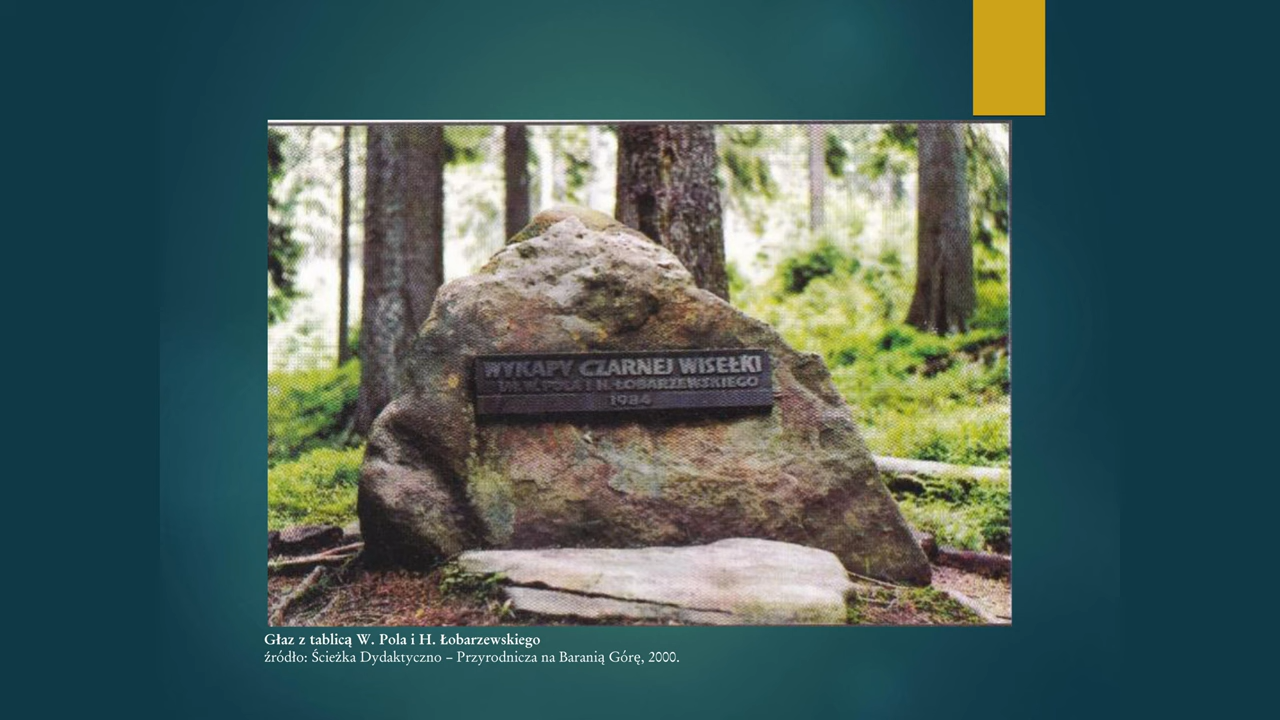 WYKAPY CZARNEJ WISEŁKI
IM. W. POLA I H. ŁOBARZEWSKIEGO
1984
Głaz z tablicą W. Pola i H. Łobarzewskiego
źródło: Ścieżka Dydaktyczno – Przyrodnicza na Baranią Górę, 2000.